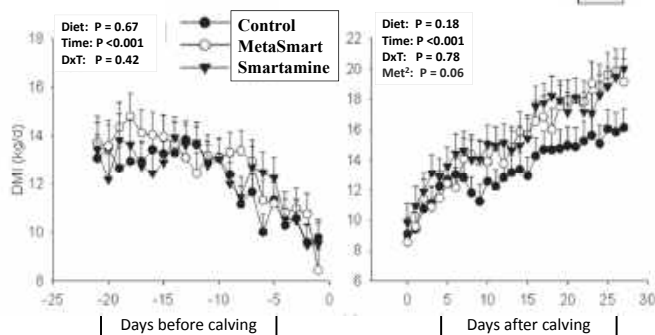 Diet: P = 0.67
Time: P <0.001
DxT: P = 0.42
Control
MetaSmart
Smartamine
Diet: P = 0.18
Time: P <0.001
DxT: P = 0.78
Met²: P = 0.06
DMI (kg/d)
18
16
14
12
10
8
6
-25 -20 -15 -10 -5 0
Days before calving
22
20
18
16
14
12
10
8
6
0 5 10 15 20 25 30
Days after calving